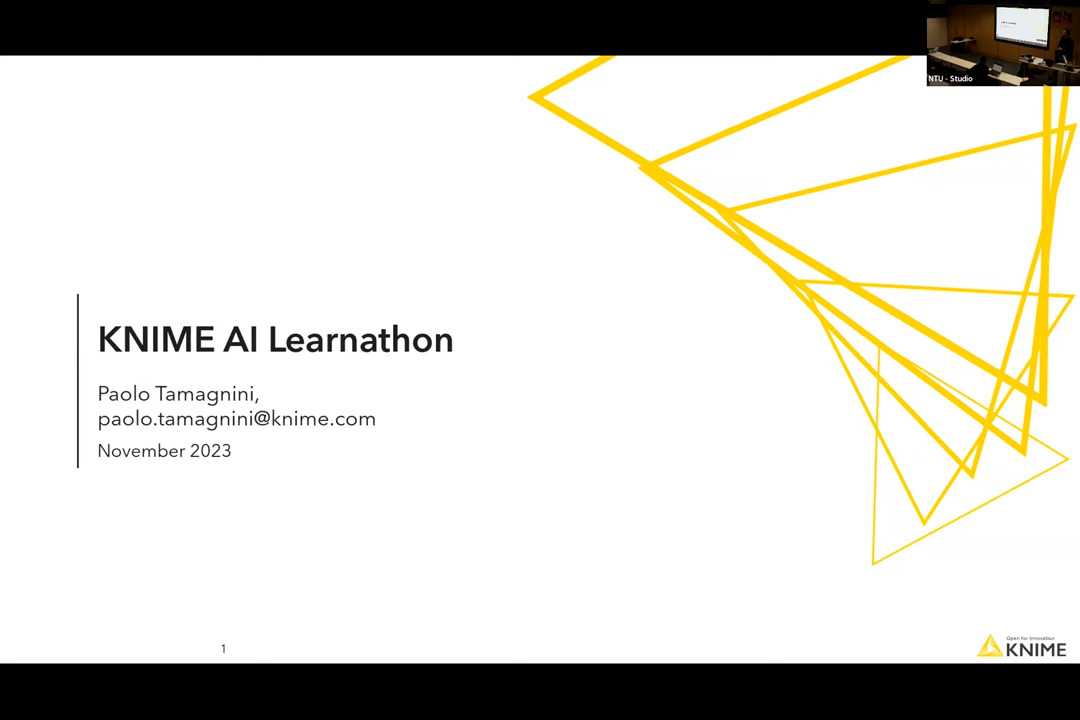 NTU - Studio
KNIME AI Learnathon
Paolo Tamagnini,
paolo.tamagnini@knime.com
November 2023
1
Open for Innovation
KNIME